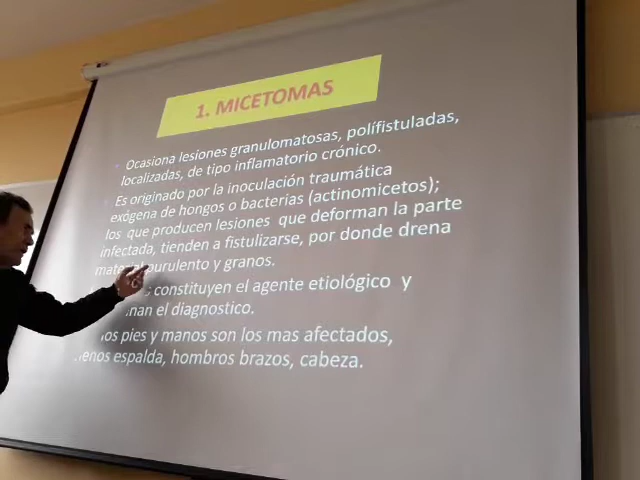 1. MICETOMAS
Ocasiona lesiones granulomatosas, polífistuladas,
localizadas, de tipo inflamatorio crónico.
Es originado por la inoculación traumática
exógena de hongos o bacterias (actinomicetos);
los que producen lesiones que deforman la parte
infectada, tienden a fistulizarse, por donde drena
purulento y granos.
constituyen el agente etiológico y
el diagnostico.
pies y manos son los mas afectados,
espalda, hombros brazos, cabeza.